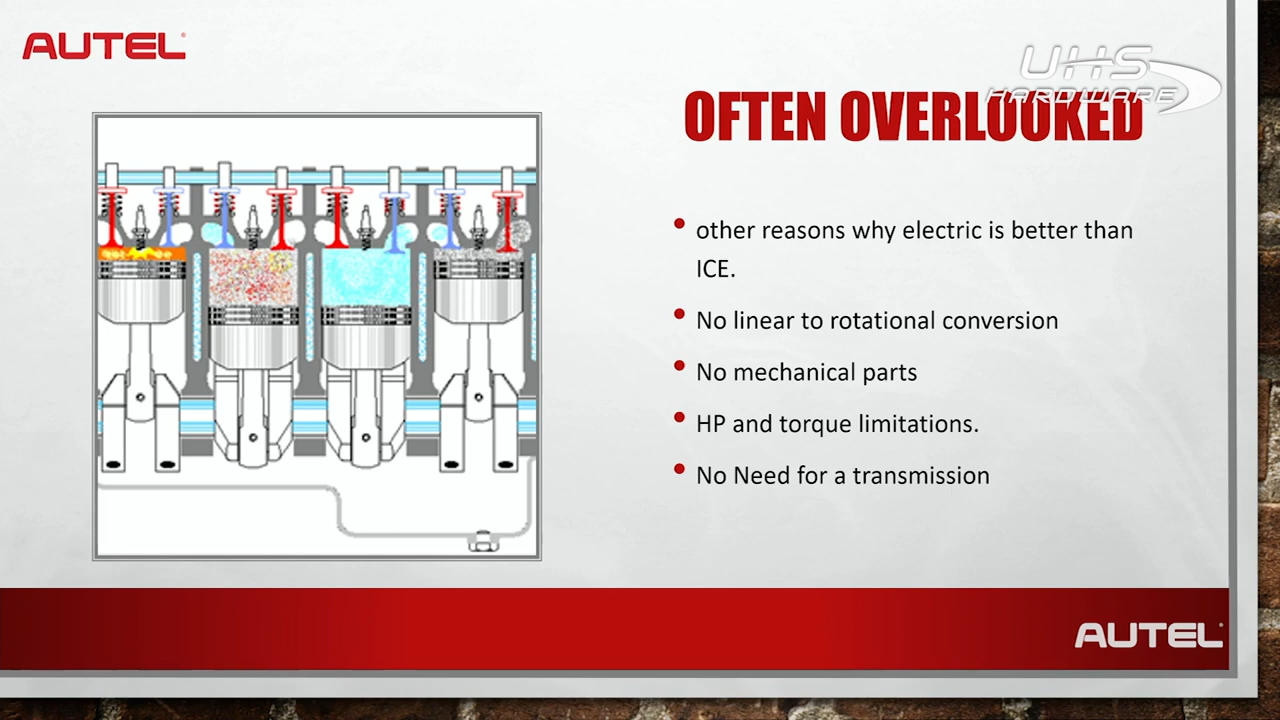 AUTEL
UHS
HARDWARE
OFTEN OVERLOOKED
other reasons why electric is better than
ICE.
No linear to rotational conversion
No mechanical parts
HP and torque limitations.
No Need for a transmission
AUTEL